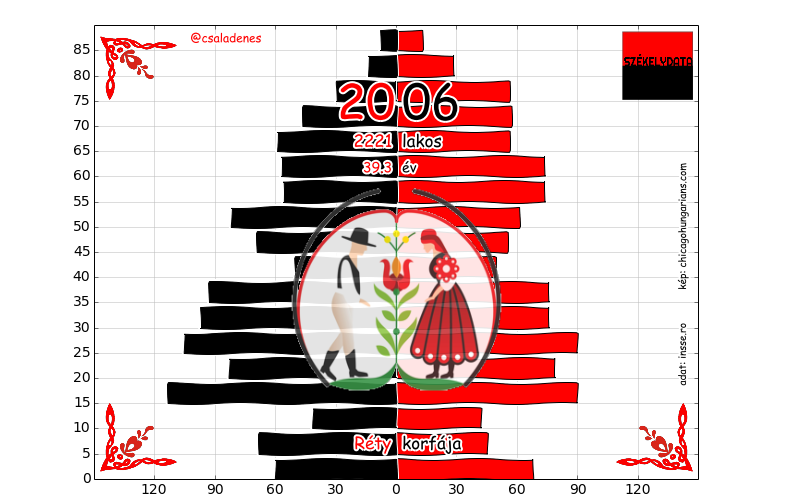 @csaladenes
SZÉKELYDATA
2006
2221 lakos
39.3 év
kép: chicagohungarians.com
adat: insse.ro
Réty korfája
85
80
75
70
65
60
55
50
45
40
35
30
25
20
15
10
5
0
120 90 60 30 0 30 60 90 120